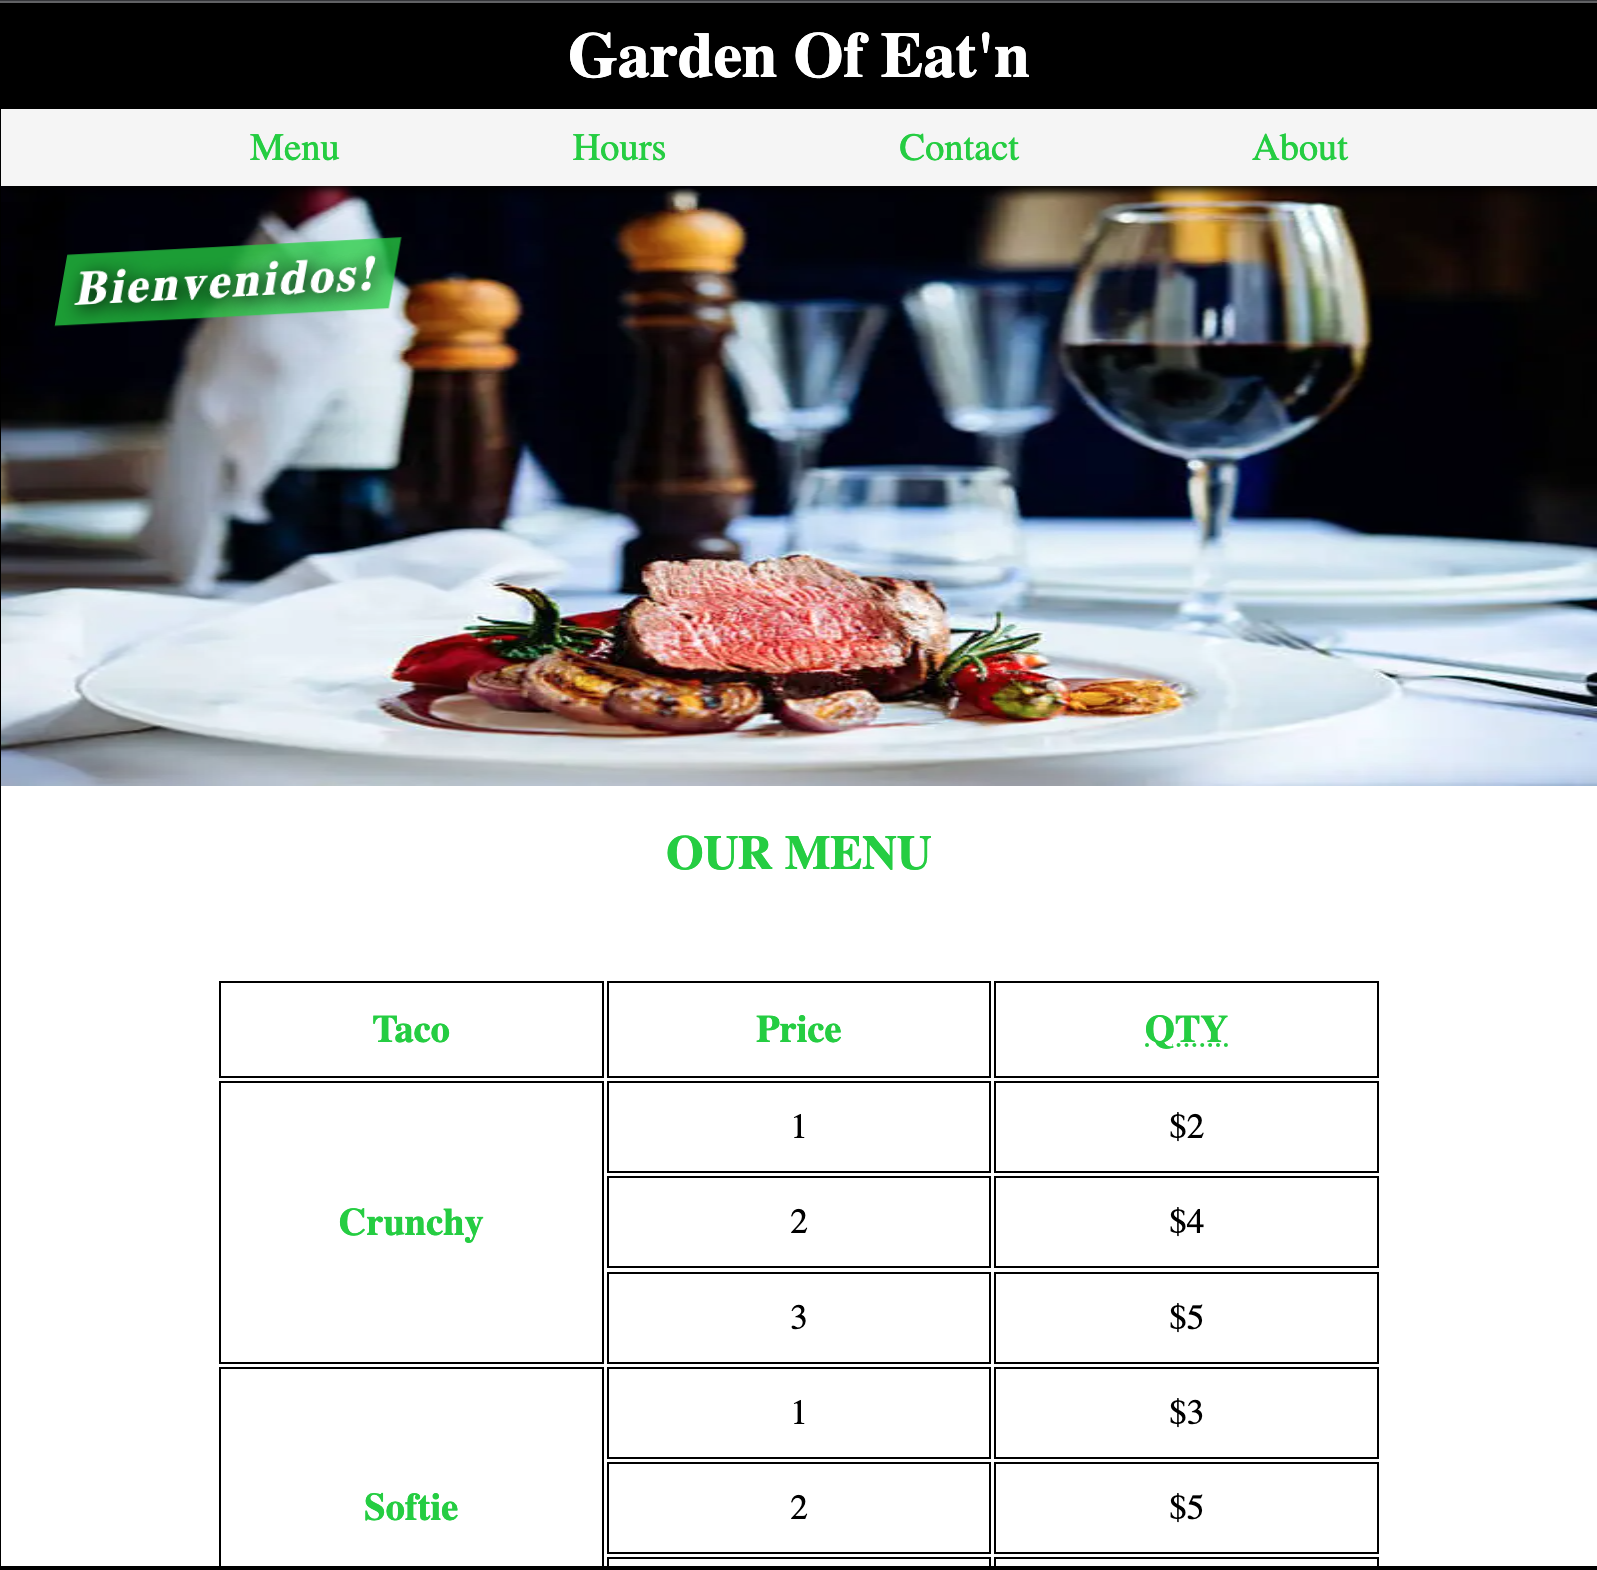 Garden Of Eat'n
Menu Hours Contact About
Bienvenidos!
OUR MENU
Taco Price QTY
Crunchy
1 $2
2 $4
3 $5
Softie
1 $3
2 $5